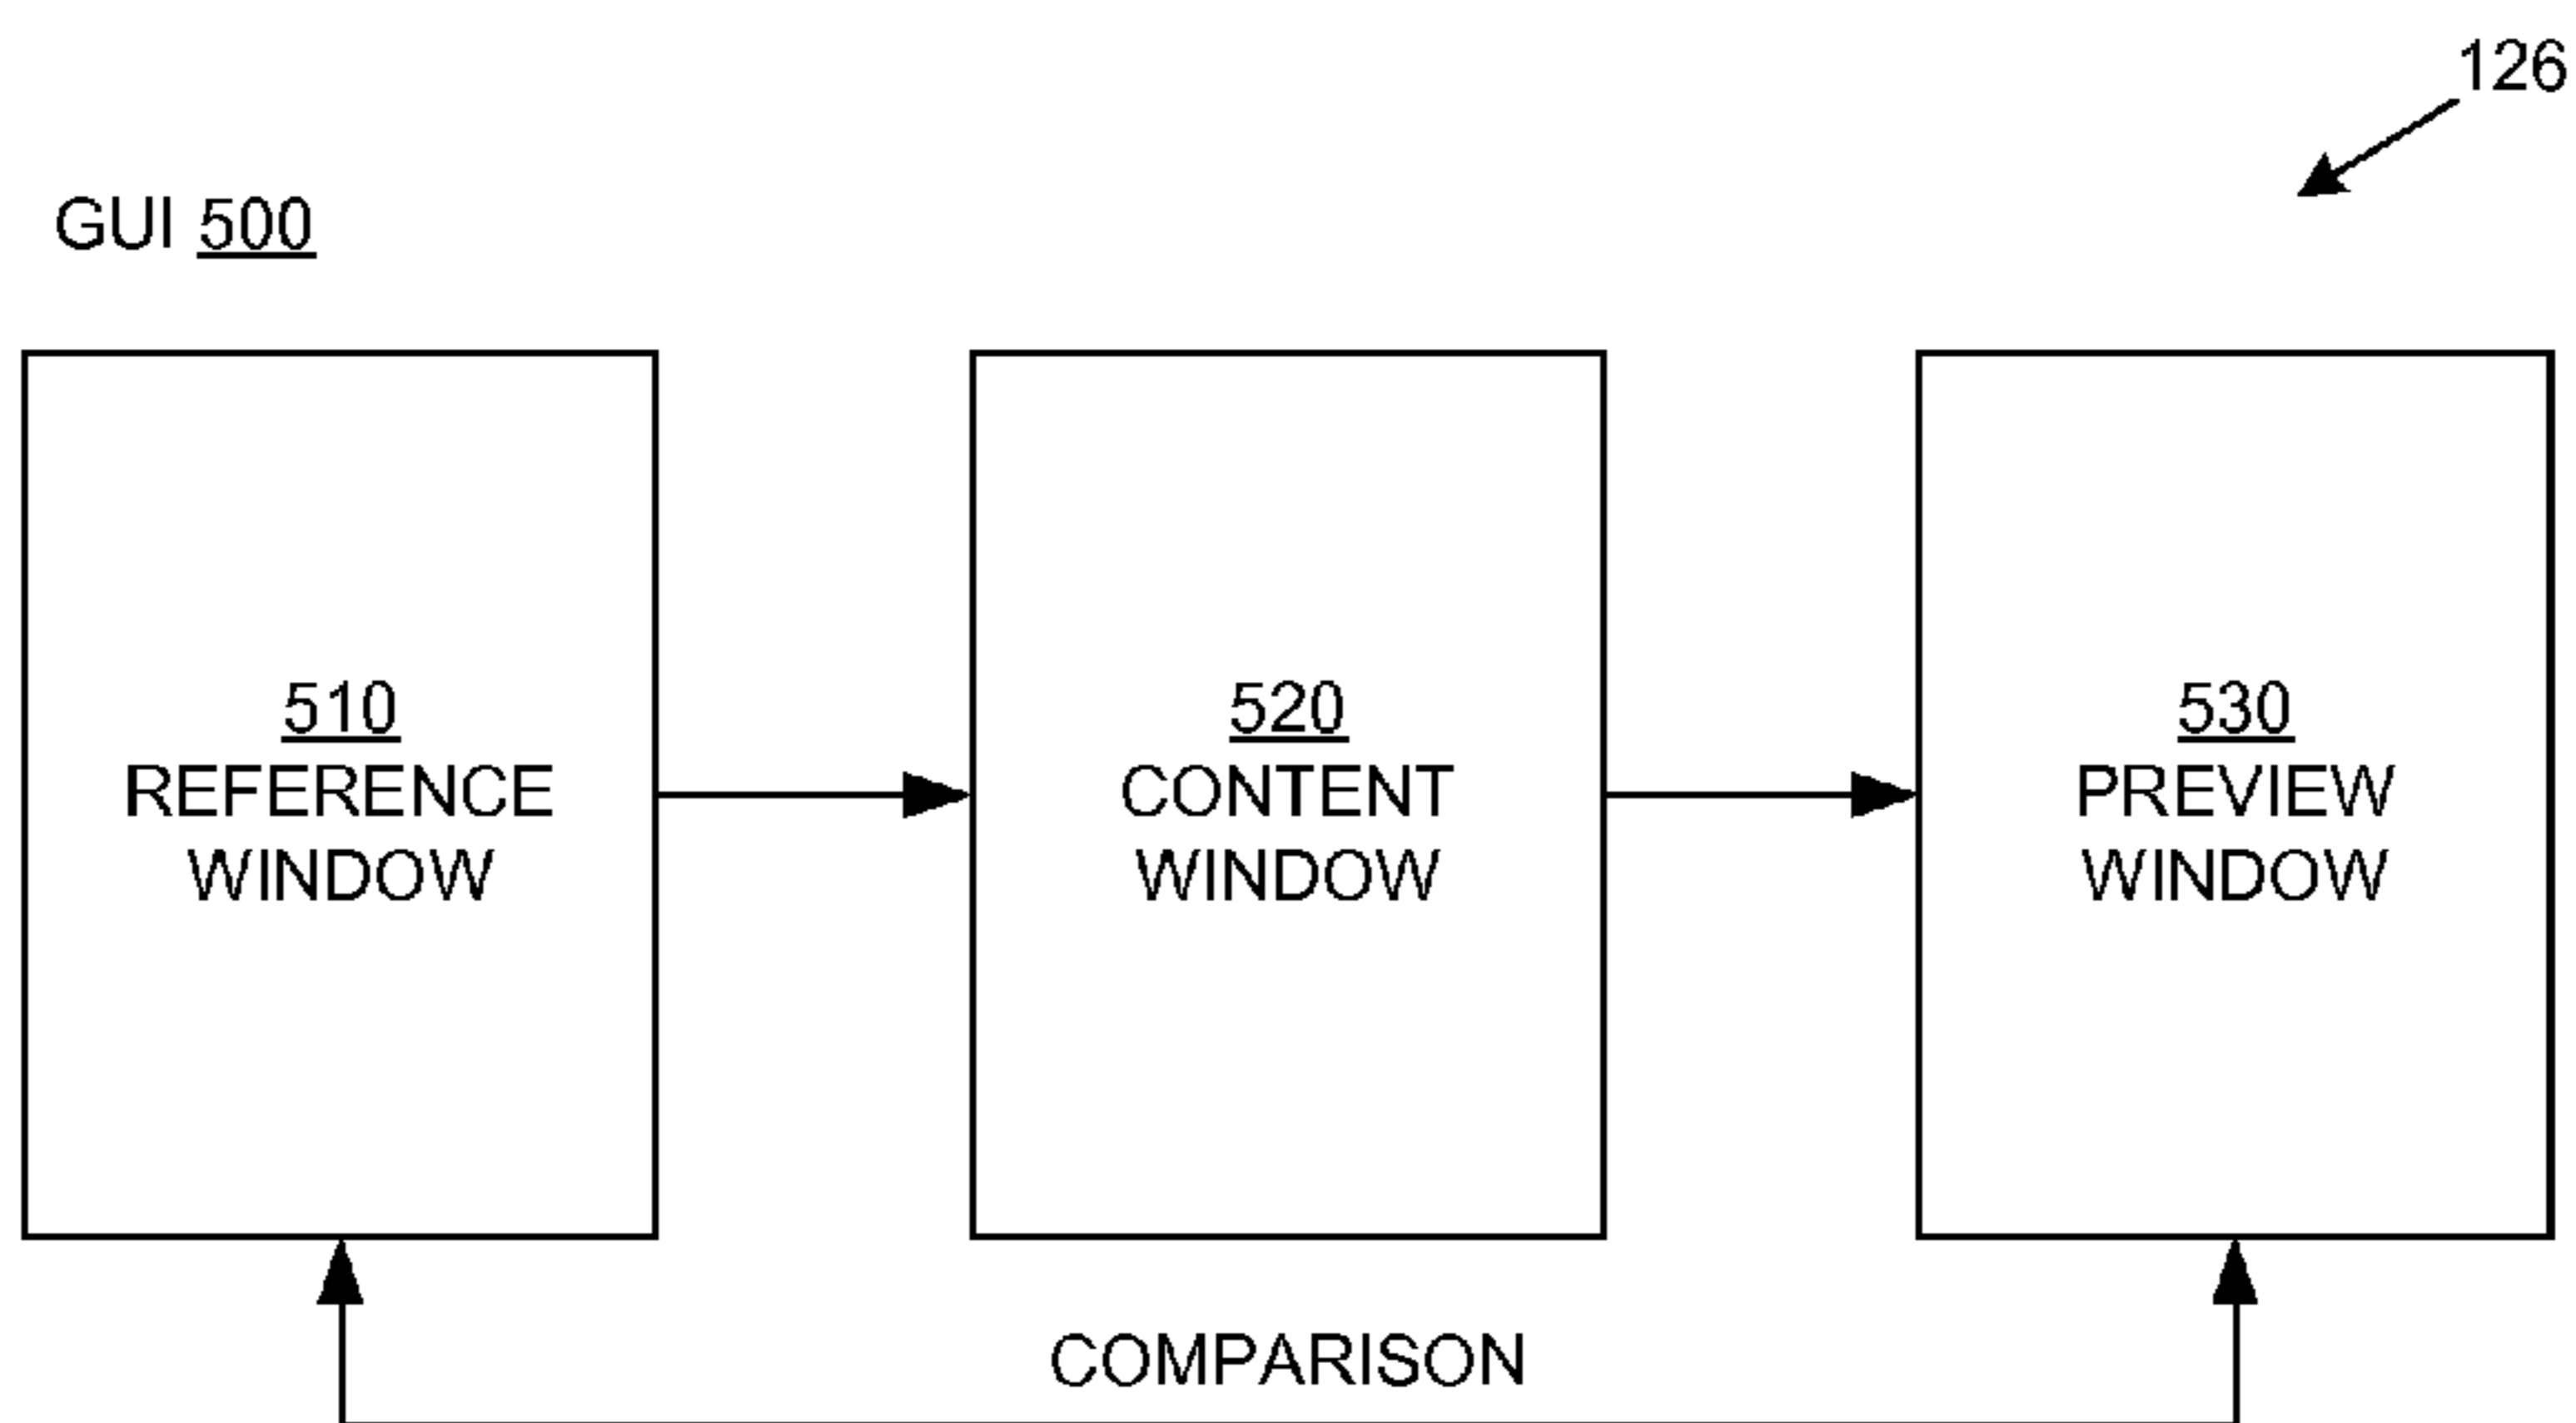 126
GUI 500
510
REFERENCE
WINDOW
520
CONTENT
WINDOW
530
PREVIEW
WINDOW
COMPARISON